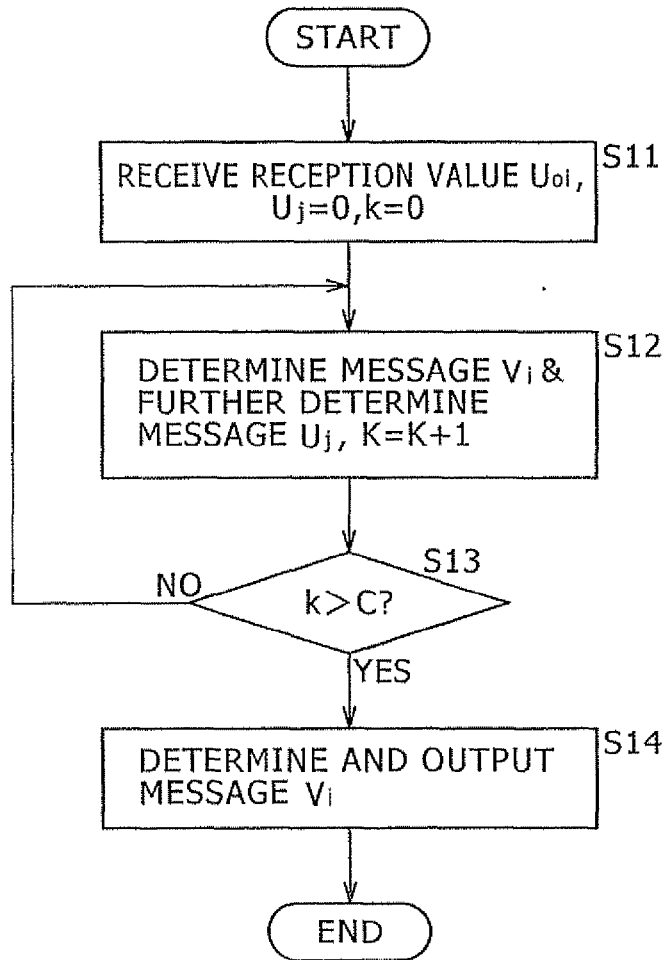 START
S11
RECEIVE RECEPTION VALUE U₀ᵢ,
Uⱼ=0,k=0
S12
DETERMINE MESSAGE Vᵢ &
FURTHER DETERMINE
MESSAGE Uⱼ, K=K+1
S13
NO
k>C?
YES
S14
DETERMINE AND OUTPUT
MESSAGE Vᵢ
END